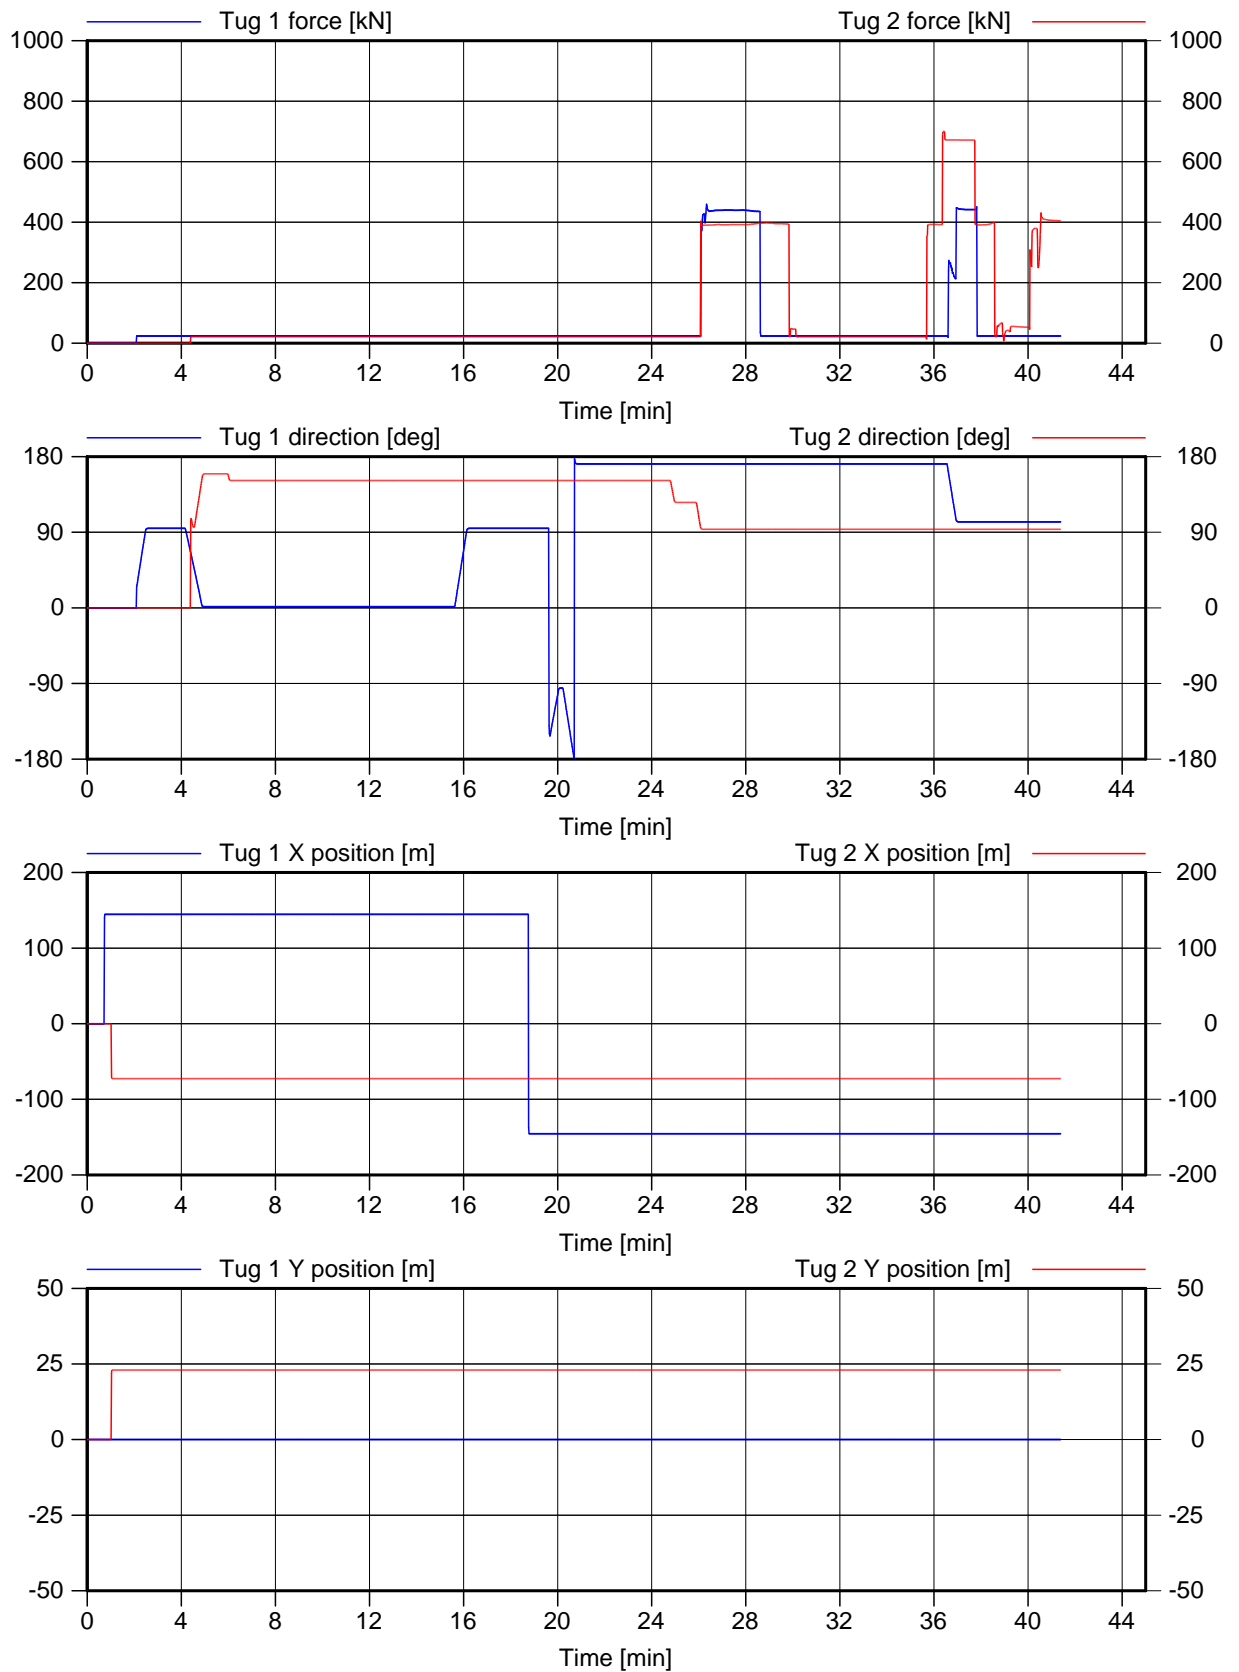 Tug 1 force [kN] Tug 2 force [kN]
1000 1000
800 800
600 600
400 400
200 200
0 0
0 4 8 12 16 20 24 28 32 36 40 44
Time [min]
Tug 1 direction [deg] Tug 2 direction [deg]
180 180
90 90
0 0
-90 -90
-180 -180
0 4 8 12 16 20 24 28 32 36 40 44
Time [min]
Tug 1 X position [m] Tug 2 X position [m]
200 200
100 100
0 0
-100 -100
-200 -200
0 4 8 12 16 20 24 28 32 36 40 44
Time [min]
Tug 1 Y position [m] Tug 2 Y position [m]
50 50
25 25
0 0
-25 -25
-50 -50
0 4 8 12 16 20 24 28 32 36 40 44
Time [min]